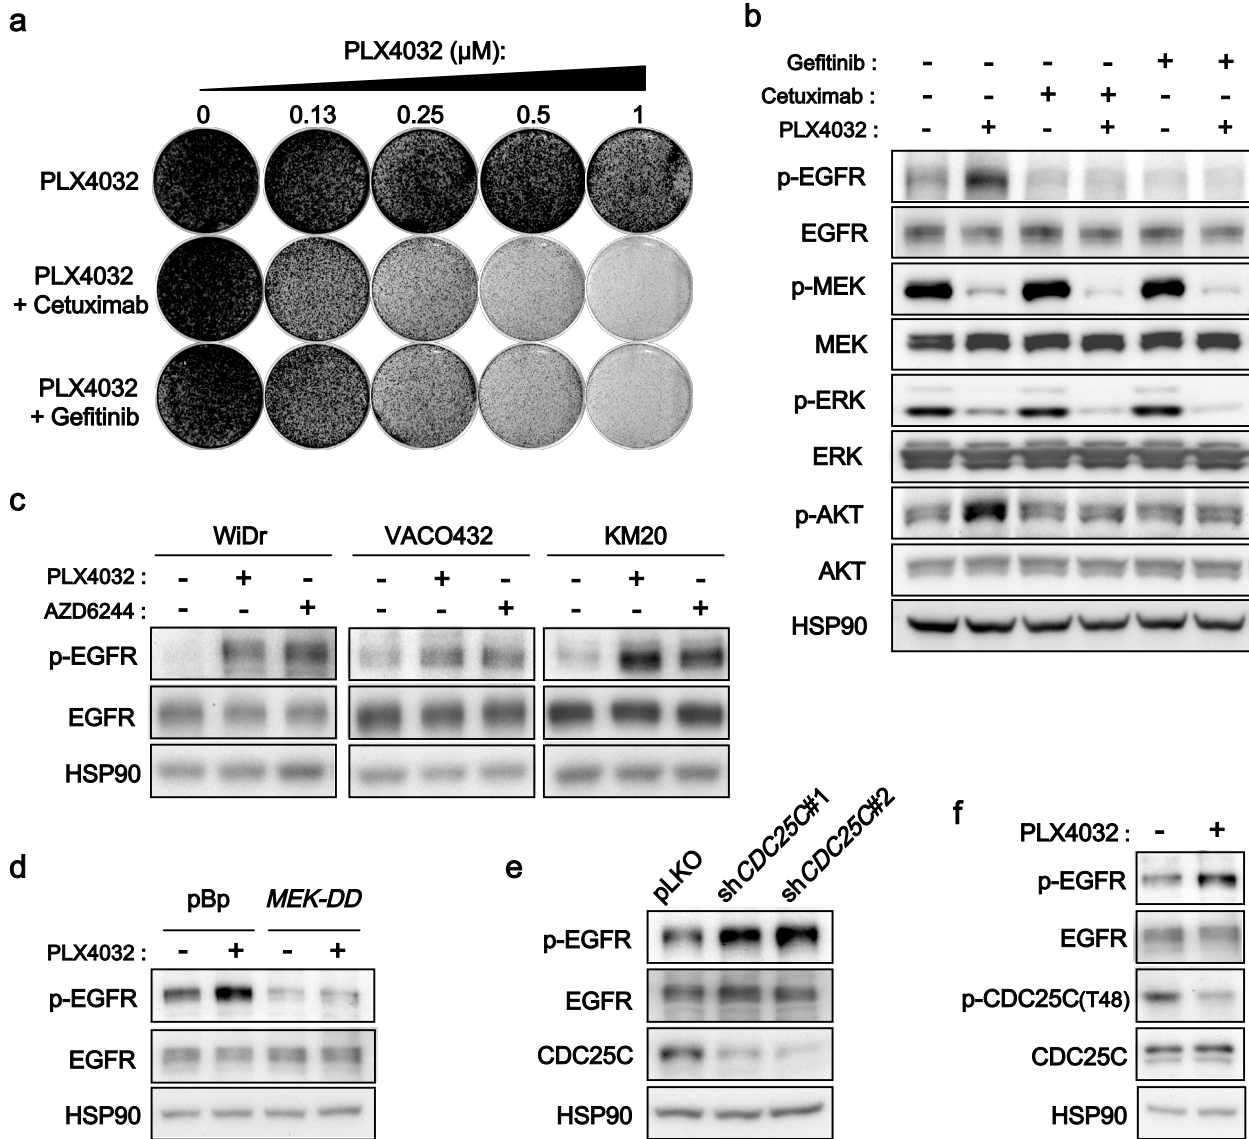 a
PLX4032 (µM):
0 0.13 0.25 0.5 1
PLX4032
PLX4032
+ Cetuximab
PLX4032
+ Gefitinib
b
Gefitinib : - - - - + +
Cetuximab : - - + + - -
PLX4032 : - + - + - +
p-EGFR
EGFR
p-MEK
MEK
p-ERK
ERK
p-AKT
AKT
HSP90
c
WiDr VACO432 KM20
PLX4032 : - + - - + - - + -
AZD6244 : - - + - - + - - +
p-EGFR
EGFR
HSP90
d
pBp MEK-DD
PLX4032 : - + - +
p-EGFR
EGFR
HSP90
e
pLKO shCDC25C#1 shCDC25C#2
p-EGFR
EGFR
CDC25C
HSP90
f
PLX4032 : - +
p-EGFR
EGFR
p-CDC25C(T48)
CDC25C
HSP90